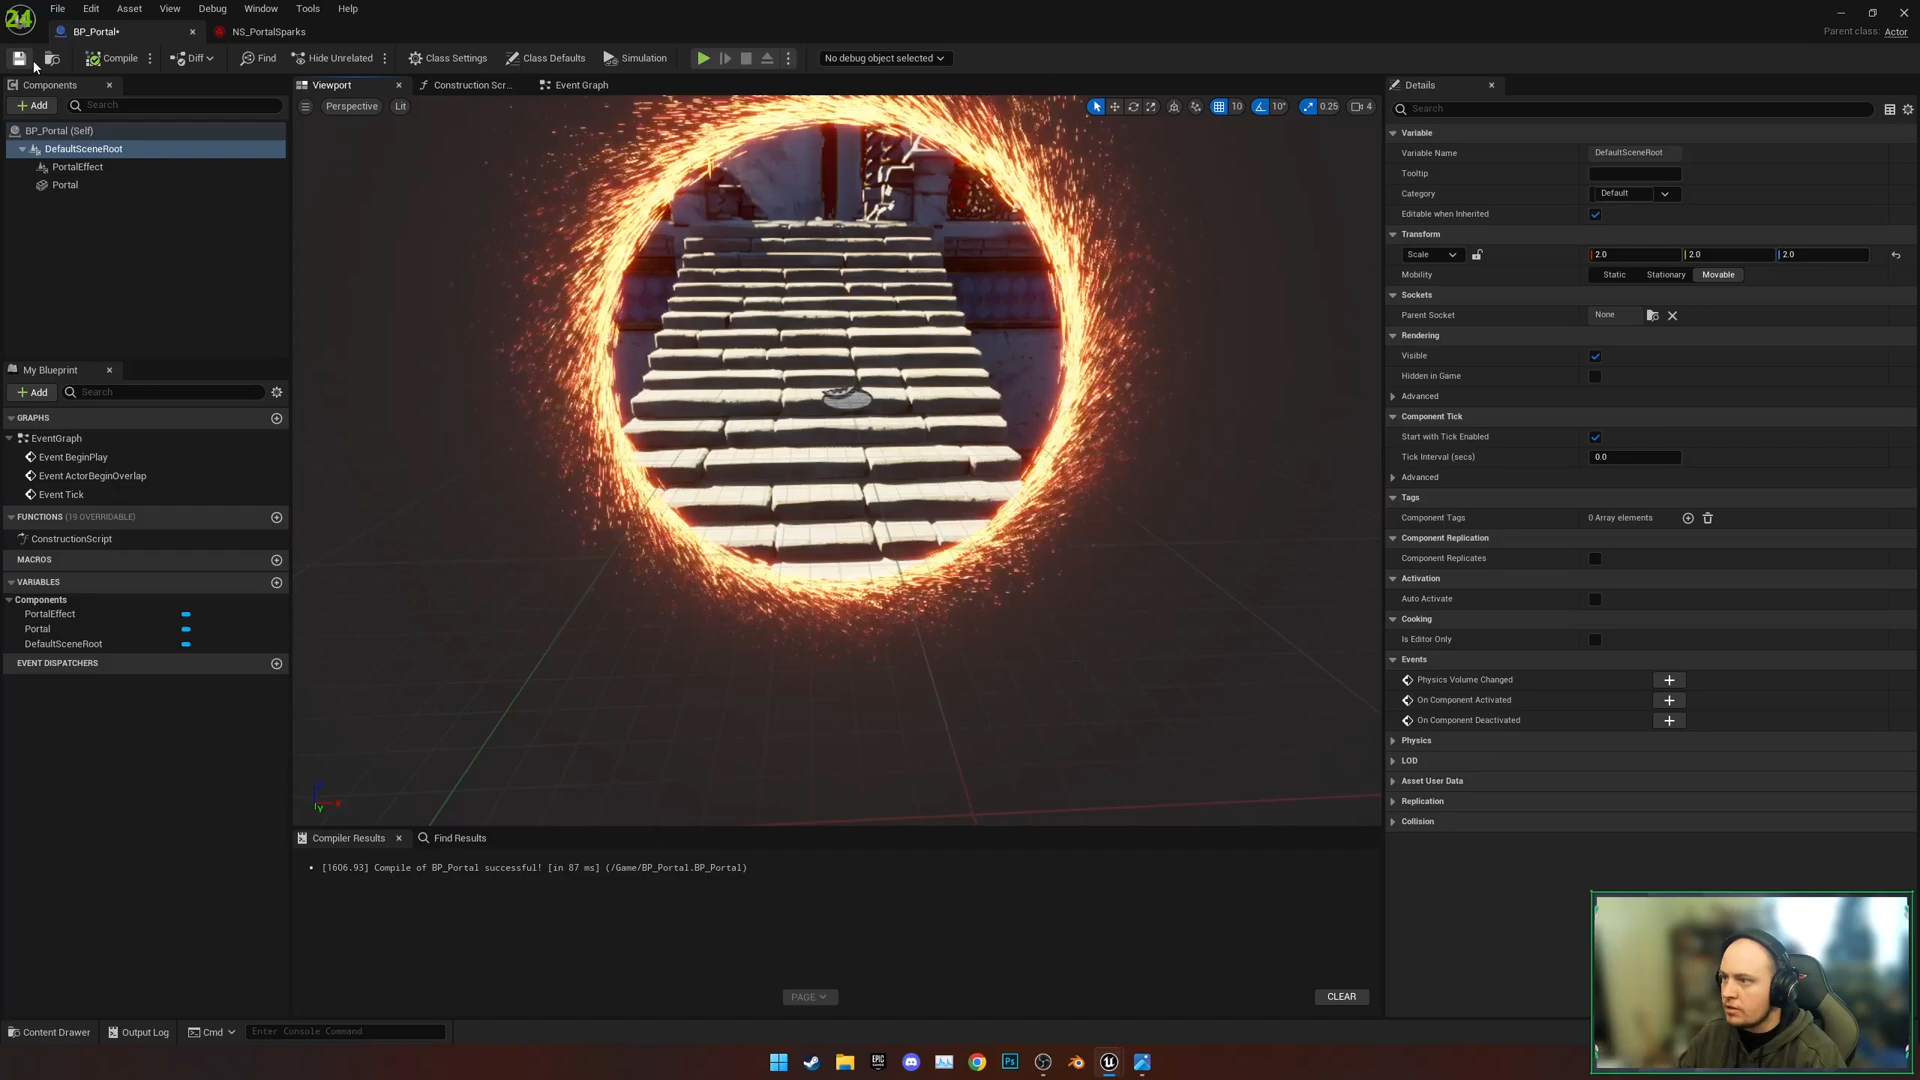 24
File Edit Asset View Debug Window Tools Help
BP_Portal• NS_PortalSparks
Parent class: Actor
Compile Diff Find Hide Unrelated Class Settings Class Defaults Simulation No debug object selected
Components
Add Search
BP_Portal (Self)
DefaultSceneRoot
PortalEffect
Portal
My Blueprint
Add Search
GRAPHS
EventGraph
Event BeginPlay
Event ActorBeginOverlap
Event Tick
FUNCTIONS (19 OVERRIDABLE)
ConstructionScript
MACROS
VARIABLES
Components
PortalEffect
Portal
DefaultSceneRoot
EVENT DISPATCHERS
Viewport Construction Scr... Event Graph
Perspective Lit
10 10° 0.25 4
Y
Compiler Results Find Results
[1606.93] Compile of BP_Portal successful! [in 87 ms] (/Game/BP_Portal.BP_Portal)
PAGE CLEAR
Details
Search
Variable
Variable Name DefaultSceneRoot
Tooltip
Category Default
Editable when Inherited
Transform
Scale 2.0 2.0 2.0
Mobility Static Stationary Movable
Sockets
Parent Socket None
Rendering
Visible
Hidden in Game
Advanced
Component Tick
Start with Tick Enabled
Tick Interval (secs) 0.0
Advanced
Tags
Component Tags 0 Array elements
Component Replication
Component Replicates
Activation
Auto Activate
Cooking
Is Editor Only
Events
Physics Volume Changed
On Component Activated
On Component Deactivated
Physics
LOD
Asset User Data
Replication
Collision
Content Drawer Output Log Cmd Enter Console Command
EPIC
Ps